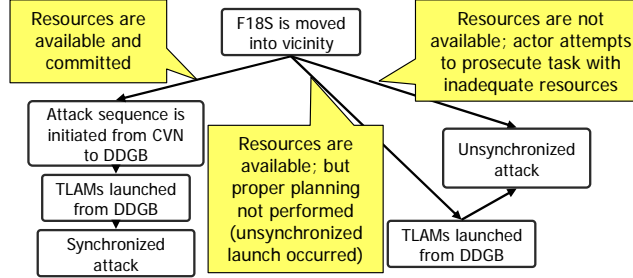 Resources are
available and
committed
F18S is moved
into vicinity
Resources are not
available; actor attempts
to prosecute task with
inadequate resources
Attack sequence is
initiated from CVN
to DDGB
TLAMs launched
from DDGB
Synchronized
attack
Resources are
available; but
proper planning
not performed
(unsynchronized
launch occurred)
Unsynchronized
attack
TLAMs launched
from DDGB